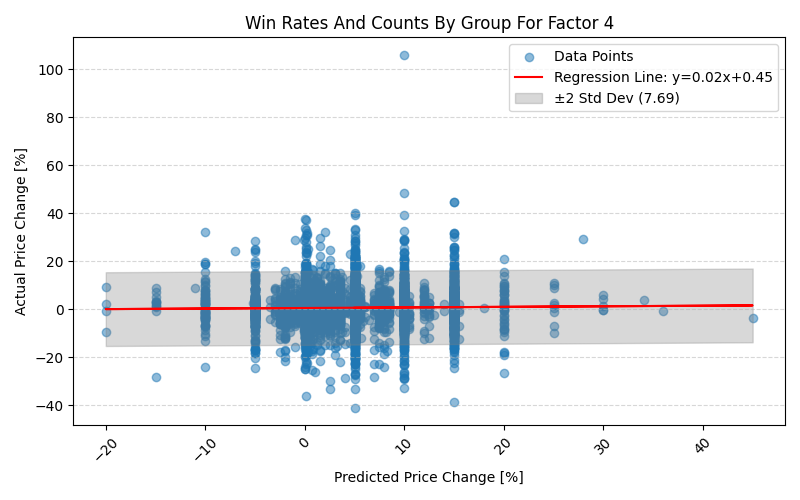 Win Rates And Counts By Group For Factor 4
Data Points
Regression Line: y=0.02x+0.45
±2 Std Dev (7.69)
Actual Price Change [%]
100
80
60
40
20
0
−20
−40
−20
−10
0
10
20
30
40
Predicted Price Change [%]